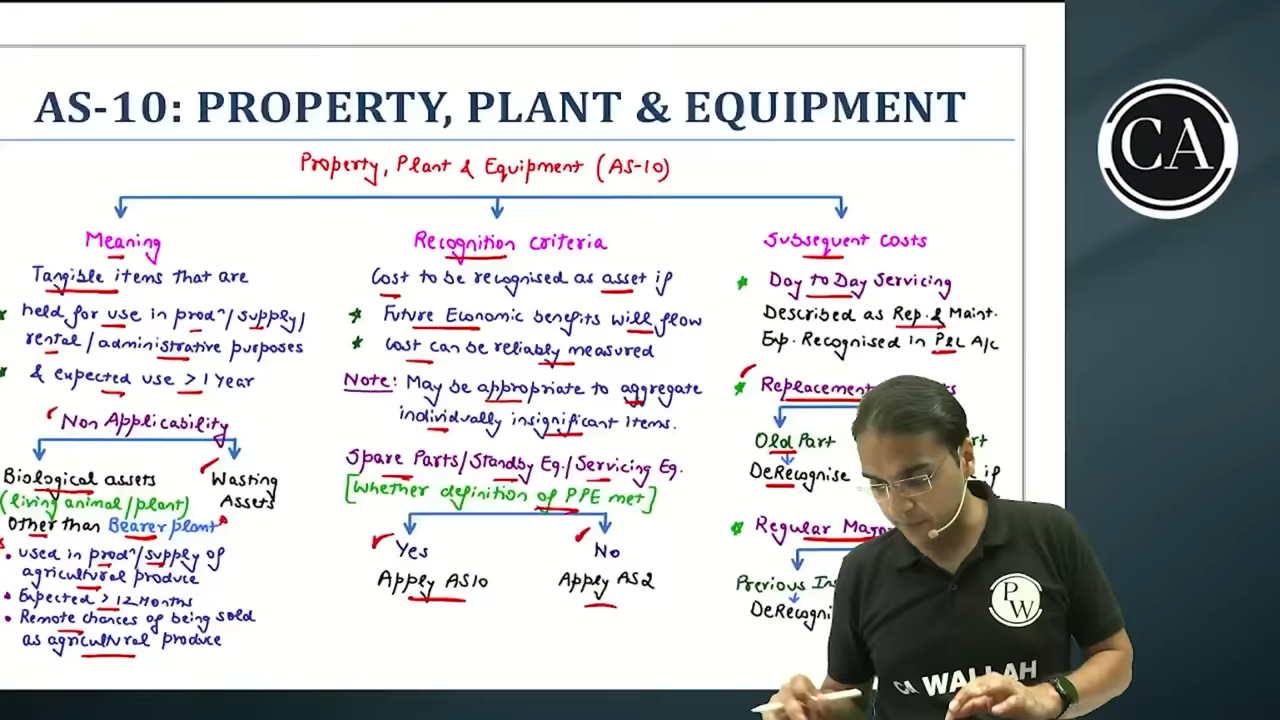 AS-10: PROPERTY, PLANT & EQUIPMENT
Property, Plant & Equipment (AS-10)
Meaning
Tangible items that are
held for use in prodⁿ/supply/
rental/administrative purposes
& expected use > 1 Year
Non Applicability
Biological assets
(living animal/plant)
Other than Bearer plant
• used in prodⁿ/supply of
agricultural produce
• Expected > 12 Months
• Remote chances of being sold
as agricultural produce
Wasting
Assets
Recognition criteria
Cost to be recognised as asset if
* Future Economic benefits will flow
* Cost can be reliably measured
Note: May be appropriate to aggregate
individually insignificant items.
Spare Parts/Standby Eq./Servicing Eq.
[Whether definition of PPE met]
Yes
Apply AS10
No
Apply AS2
Subsequent costs
* Day to Day Servicing
Described as Rep. & Maint.
Exp. Recognised in P&L A/c
* Replacement
Old Part
DeRecognise
if
* Regular
Previous
CA
PW
CA WALLAH